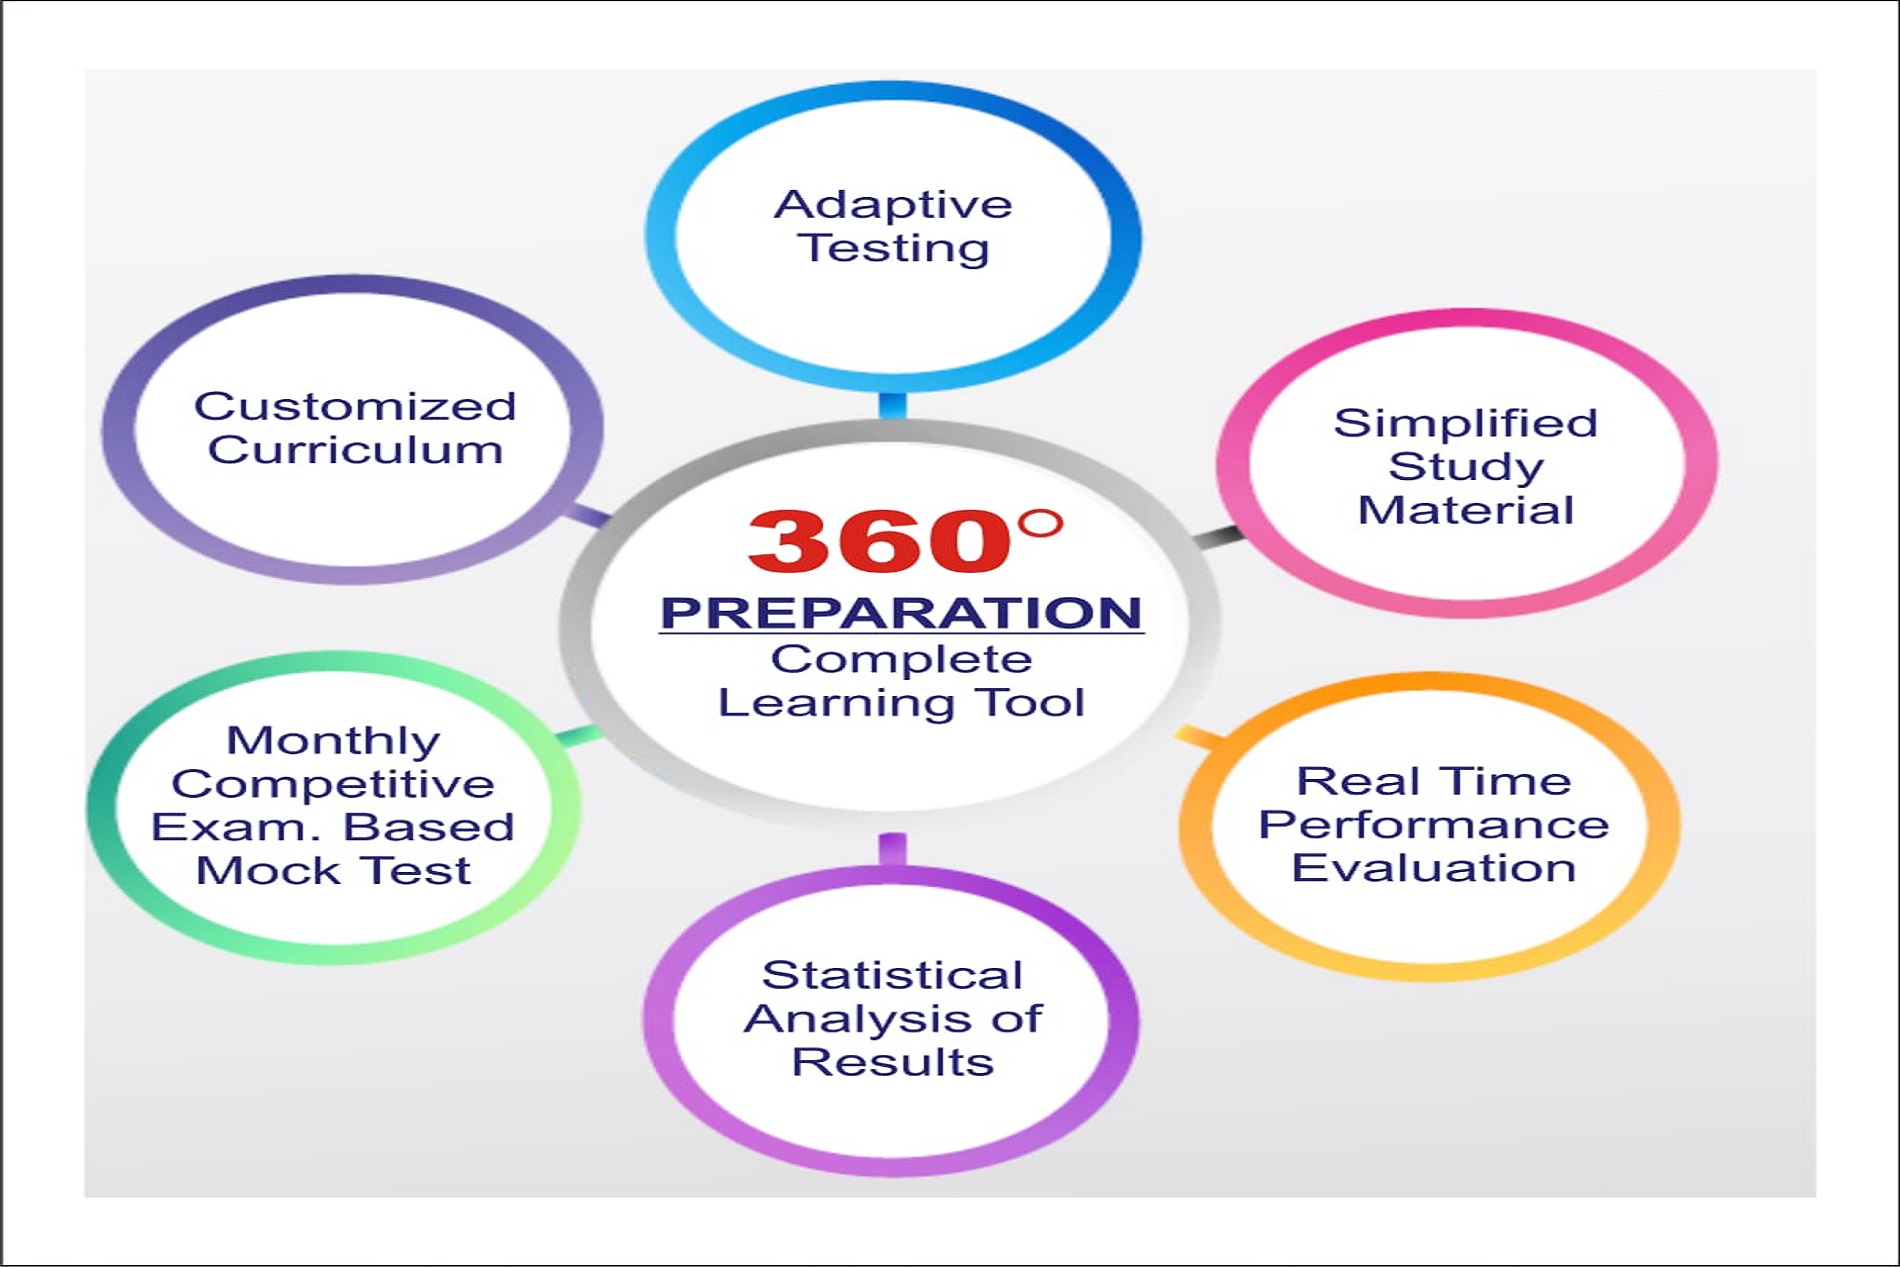 Adaptive
Testing
Customized
Curriculum
Simplified
Study
Material
360°
PREPARATION
Complete
Learning Tool
Monthly
Competitive
Exam. Based
Mock Test
Real Time
Performance
Evaluation
Statistical
Analysis of
Results